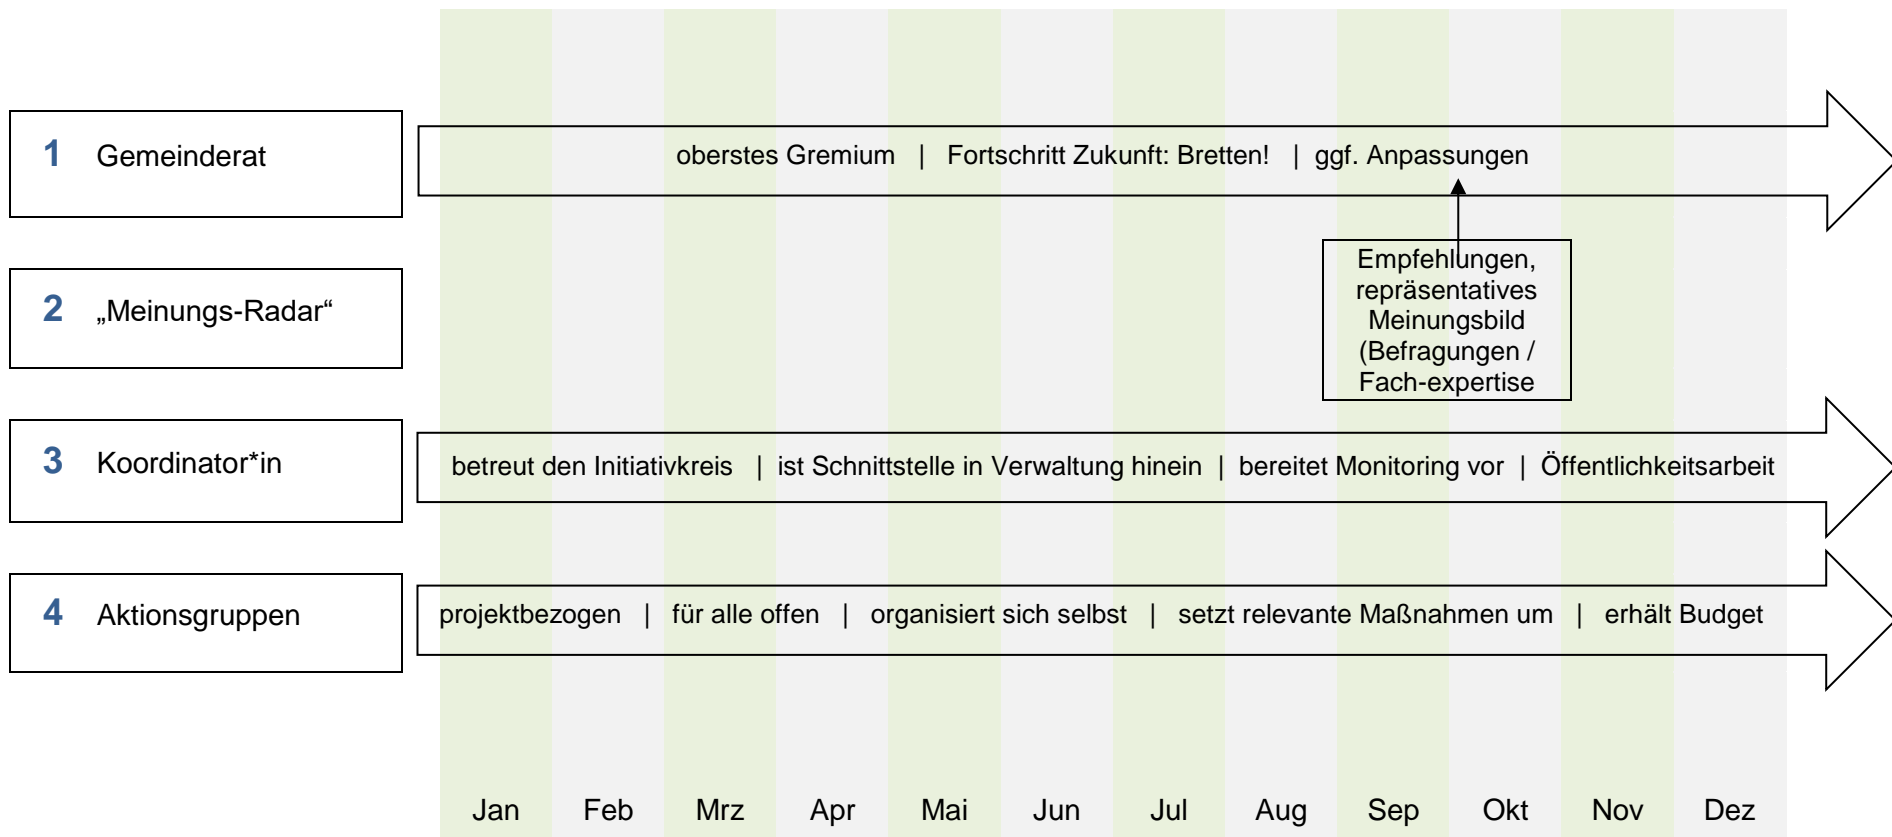 1 Gemeinderat
oberstes Gremium | Fortschritt Zukunft: Bretten! | ggf. Anpassungen
2 „Meinungs-Radar“
Empfehlungen,
repräsentatives
Meinungsbild
(Befragungen /
Fach-expertise
3 Koordinator*in
betreut den Initiativkreis | ist Schnittstelle in Verwaltung hinein | bereitet Monitoring vor | Öffentlichkeitsarbeit
4 Aktionsgruppen
projektbezogen | für alle offen | organisiert sich selbst | setzt relevante Maßnahmen um | erhält Budget
Jan Feb Mrz Apr Mai Jun Jul Aug Sep Okt Nov Dez